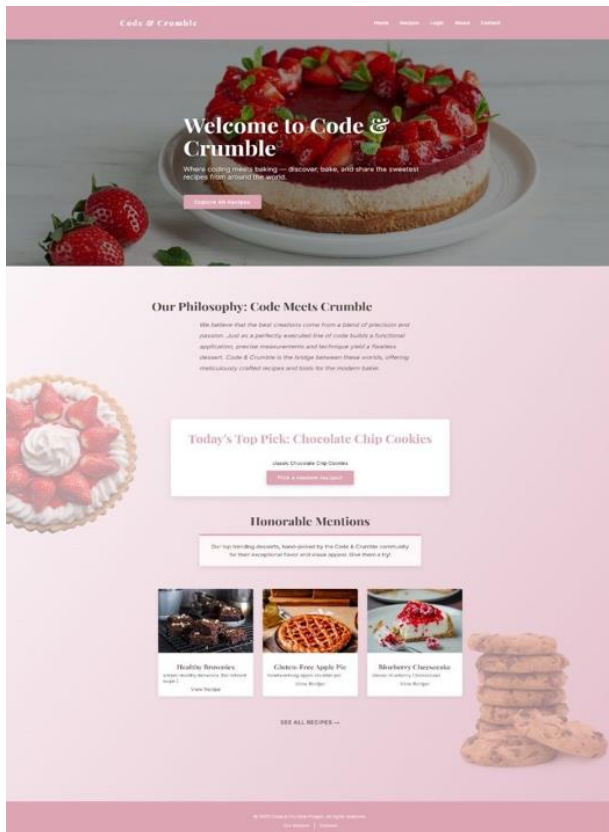 Code & Crumble
Home Recipes Login About Contact
Welcome to Code &
Crumble
Where coding meets baking — discover, bake, and share the sweetest
recipes from around the world.
Explore All Recipes
Our Philosophy: Code Meets Crumble
We believe that the best creations come from a blend of precision and
passion. Just as a perfectly executed line of code builds a functional
application, precise measurements and technique yield a flawless
dessert. Code & Crumble is the bridge between these worlds, offering
meticulously crafted recipes and tools for the modern baker.
Today's Top Pick: Chocolate Chip Cookies
classic Chocolate Chip Cookies
Pick a random recipe!!
Honorable Mentions
Our top trending desserts, hand-picked by the Code & Crumble community
for their exceptional flavor and visual appeal. Give them a try!
Healthy Brownies
View Recipe
Gluten-Free Apple Pie
View Recipe
Blueberry Cheesecake
View Recipe
SEE ALL RECIPES →